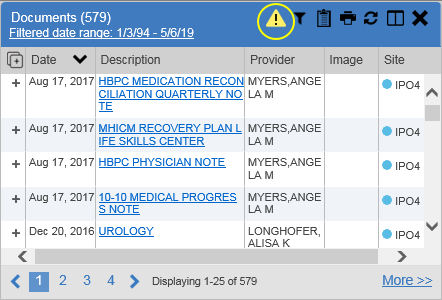 Documents (579)
Filtered date range: 1/3/94 - 5/6/19
Date Description Provider Image Site
Aug 17, 2017 HBPC MEDICATION RECON MYERS,ANGE IPO4
CILIATION QUARTERLY NO LA M
TE
Aug 17, 2017 MHICM RECOVERY PLAN L MYERS,ANGE IPO4
IFE SKILLS CENTER LA M
Aug 17, 2017 HBPC PHYSICIAN NOTE MYERS,ANGE IPO4
LA M
Aug 17, 2017 10-10 MEDICAL PROGRES MYERS,ANGE IPO4
S NOTE LA M
Dec 20, 2016 UROLOGY LONGHOFER, IPO4
ALISA K
1 2 3 4 Displaying 1-25 of 579 More >>